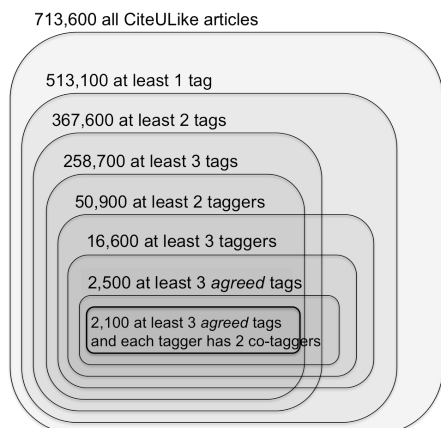 713,600 all CiteULike articles
513,100 at least 1 tag
367,600 at least 2 tags
258,700 at least 3 tags
50,900 at least 2 taggers
16,600 at least 3 taggers
2,500 at least 3 agreed tags
2,100 at least 3 agreed tags
and each tagger has 2 co-taggers